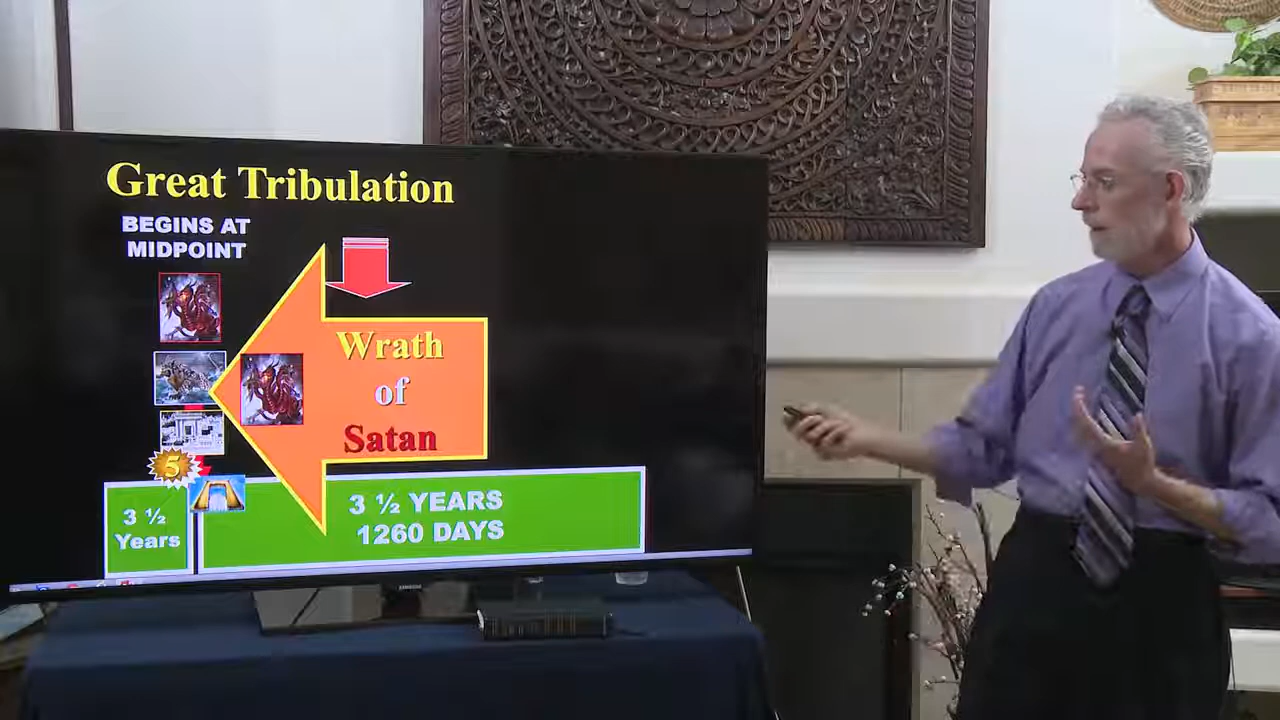 Great Tribulation
BEGINS AT
MIDPOINT
Wrath
of
Satan
5
3 ½
Years
3 ½ YEARS
1260 DAYS
SAMSUNG